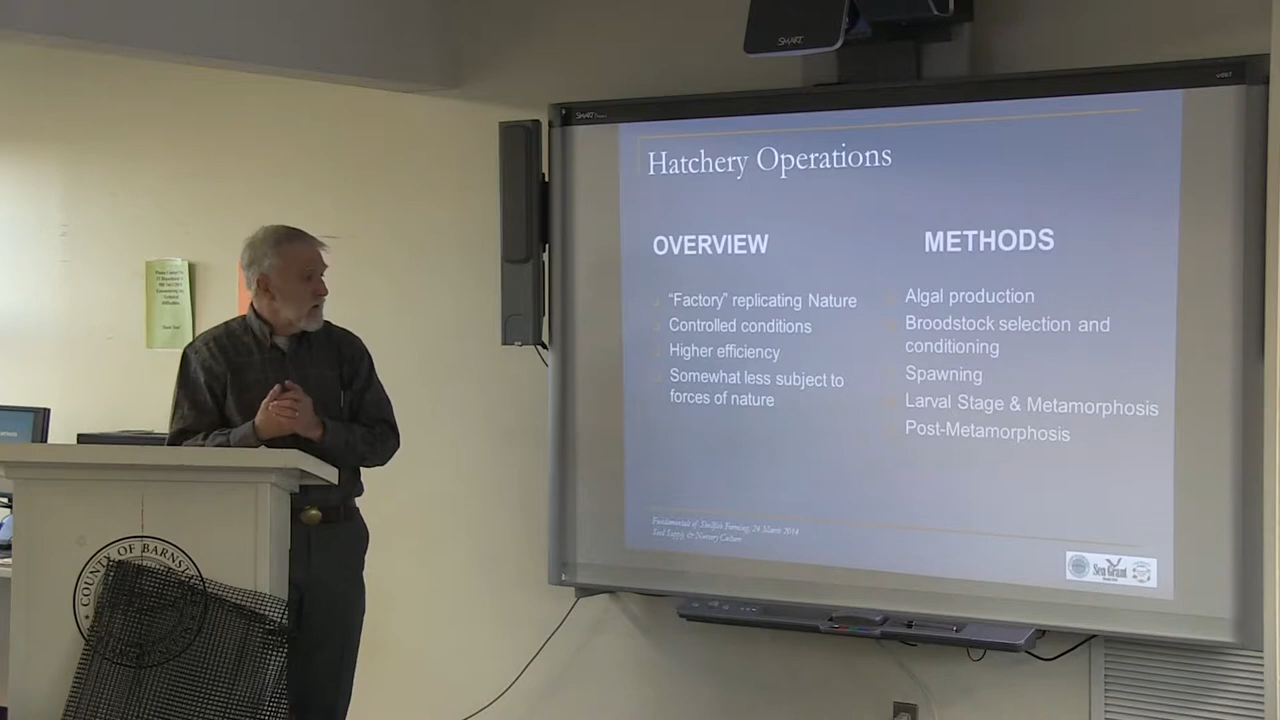 SMART
SMART
Hatchery Operations
OVERVIEW
"Factory" replicating Nature
Controlled conditions
Higher efficiency
Somewhat less subject to
forces of nature
METHODS
Algal production
Broodstock selection and
conditioning
Spawning
Larval Stage & Metamorphosis
Post-Metamorphosis
Fundamentals of Shellfish Farming, 24 March 2014
Seed Supply & Nursery Culture
Sea Grant
COUNTY OF BARNST